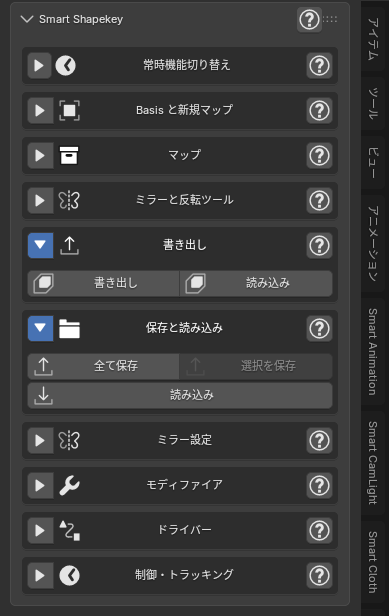 Smart Shapekey
常時機能切り替え
Basis と新規マップ
マップ
ミラーと反転ツール
書き出し
書き出し 読み込み
保存と読み込み
全て保存 選択を保存
読み込み
ミラー設定
モディファイア
ドライバー
制御・トラッキング
アイテム
ツール
ビュー
アニメーション
Smart Animation
Smart CamLight
Smart Cloth